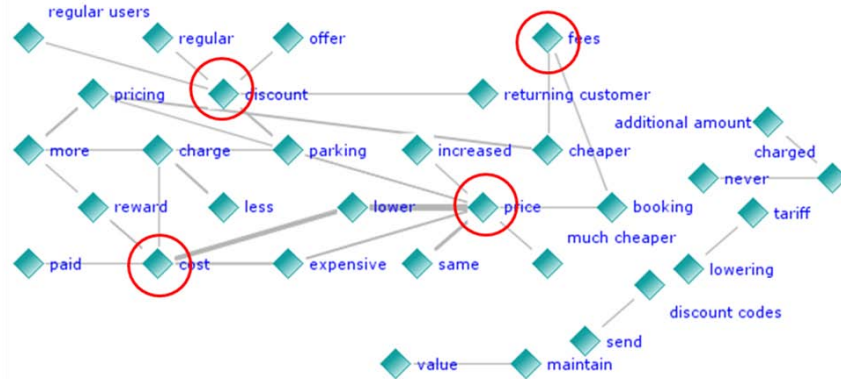 regular users
regular
offer
fees
pricing
discount
returning customer
additional amount
more
charge
parking
increased
cheaper
charged
never
reward
less
lower
price
booking
tariff
much cheaper
paid
cost
expensive
same
lowering
discount codes
send
value
maintain